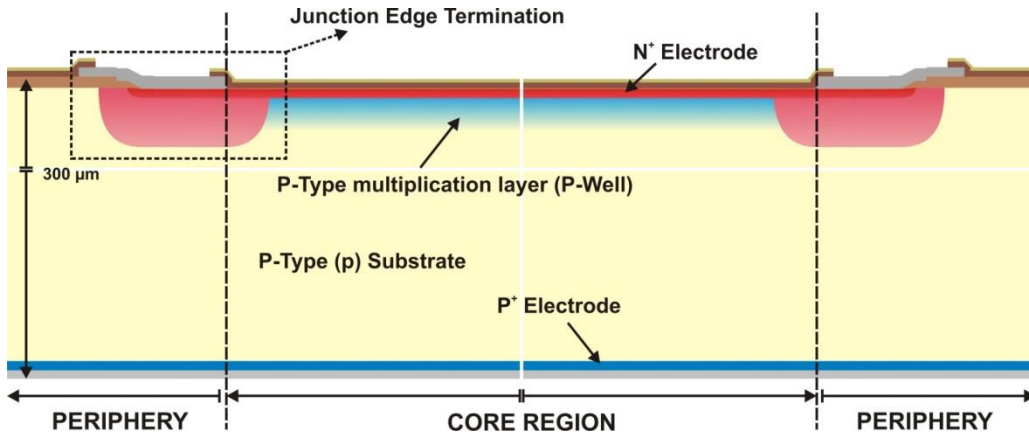 Junction Edge Termination
N⁺ Electrode
300 µm
P-Type multiplication layer (P-Well)
P-Type (p) Substrate
P⁺ Electrode
PERIPHERY
CORE REGION
PERIPHERY